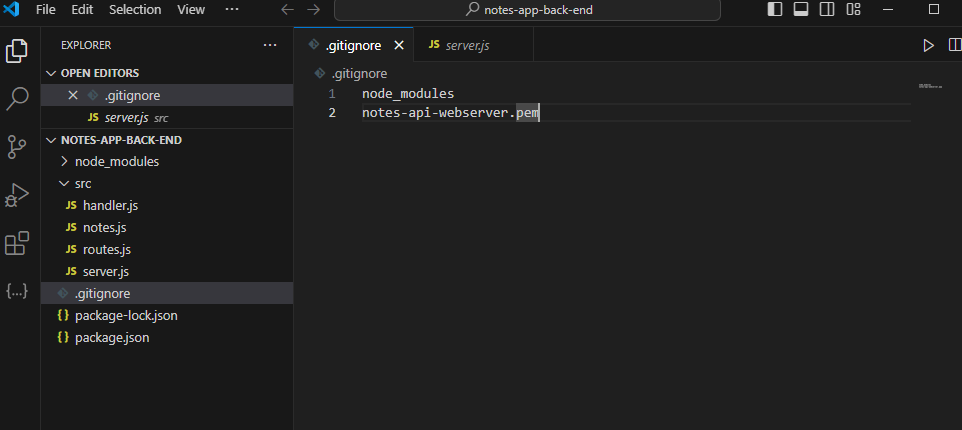 File Edit Selection View ···
notes-app-back-end
EXPLORER ···
OPEN EDITORS
.gitignore
JS server.js src
NOTES-APP-BACK-END
node_modules
src
JS handler.js
JS notes.js
JS routes.js
JS server.js
.gitignore
{} package-lock.json
{} package.json
{...}
.gitignore
JS server.js
.gitignore
1 node_modules
2 notes-api-webserver.pem